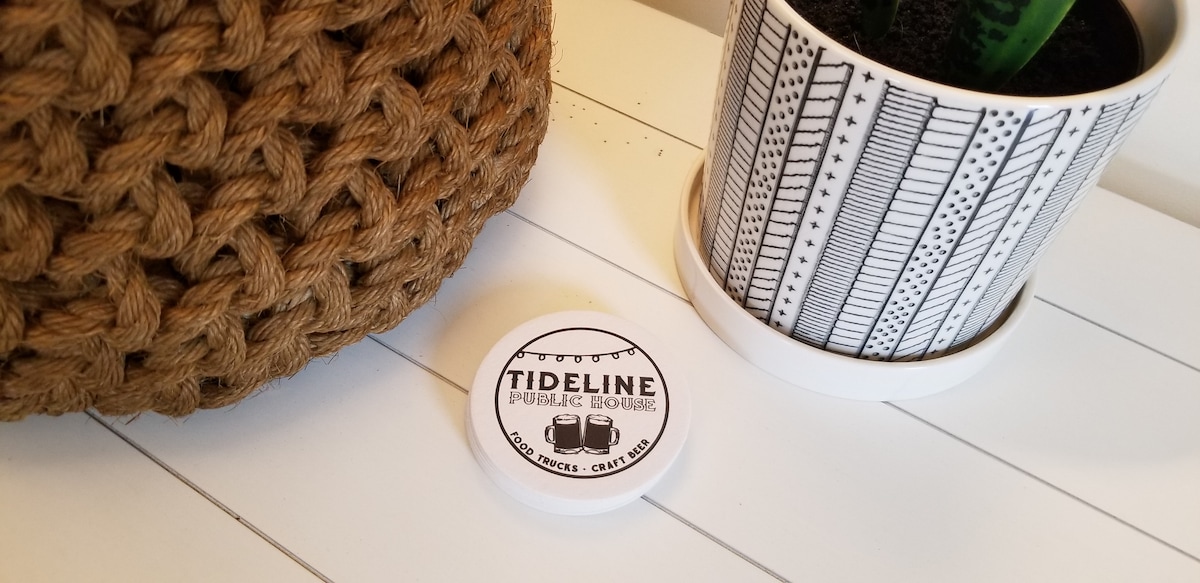 TIDELINE
PUBLIC HOUSE
FOOD TRUCKS · CRAFT BEER